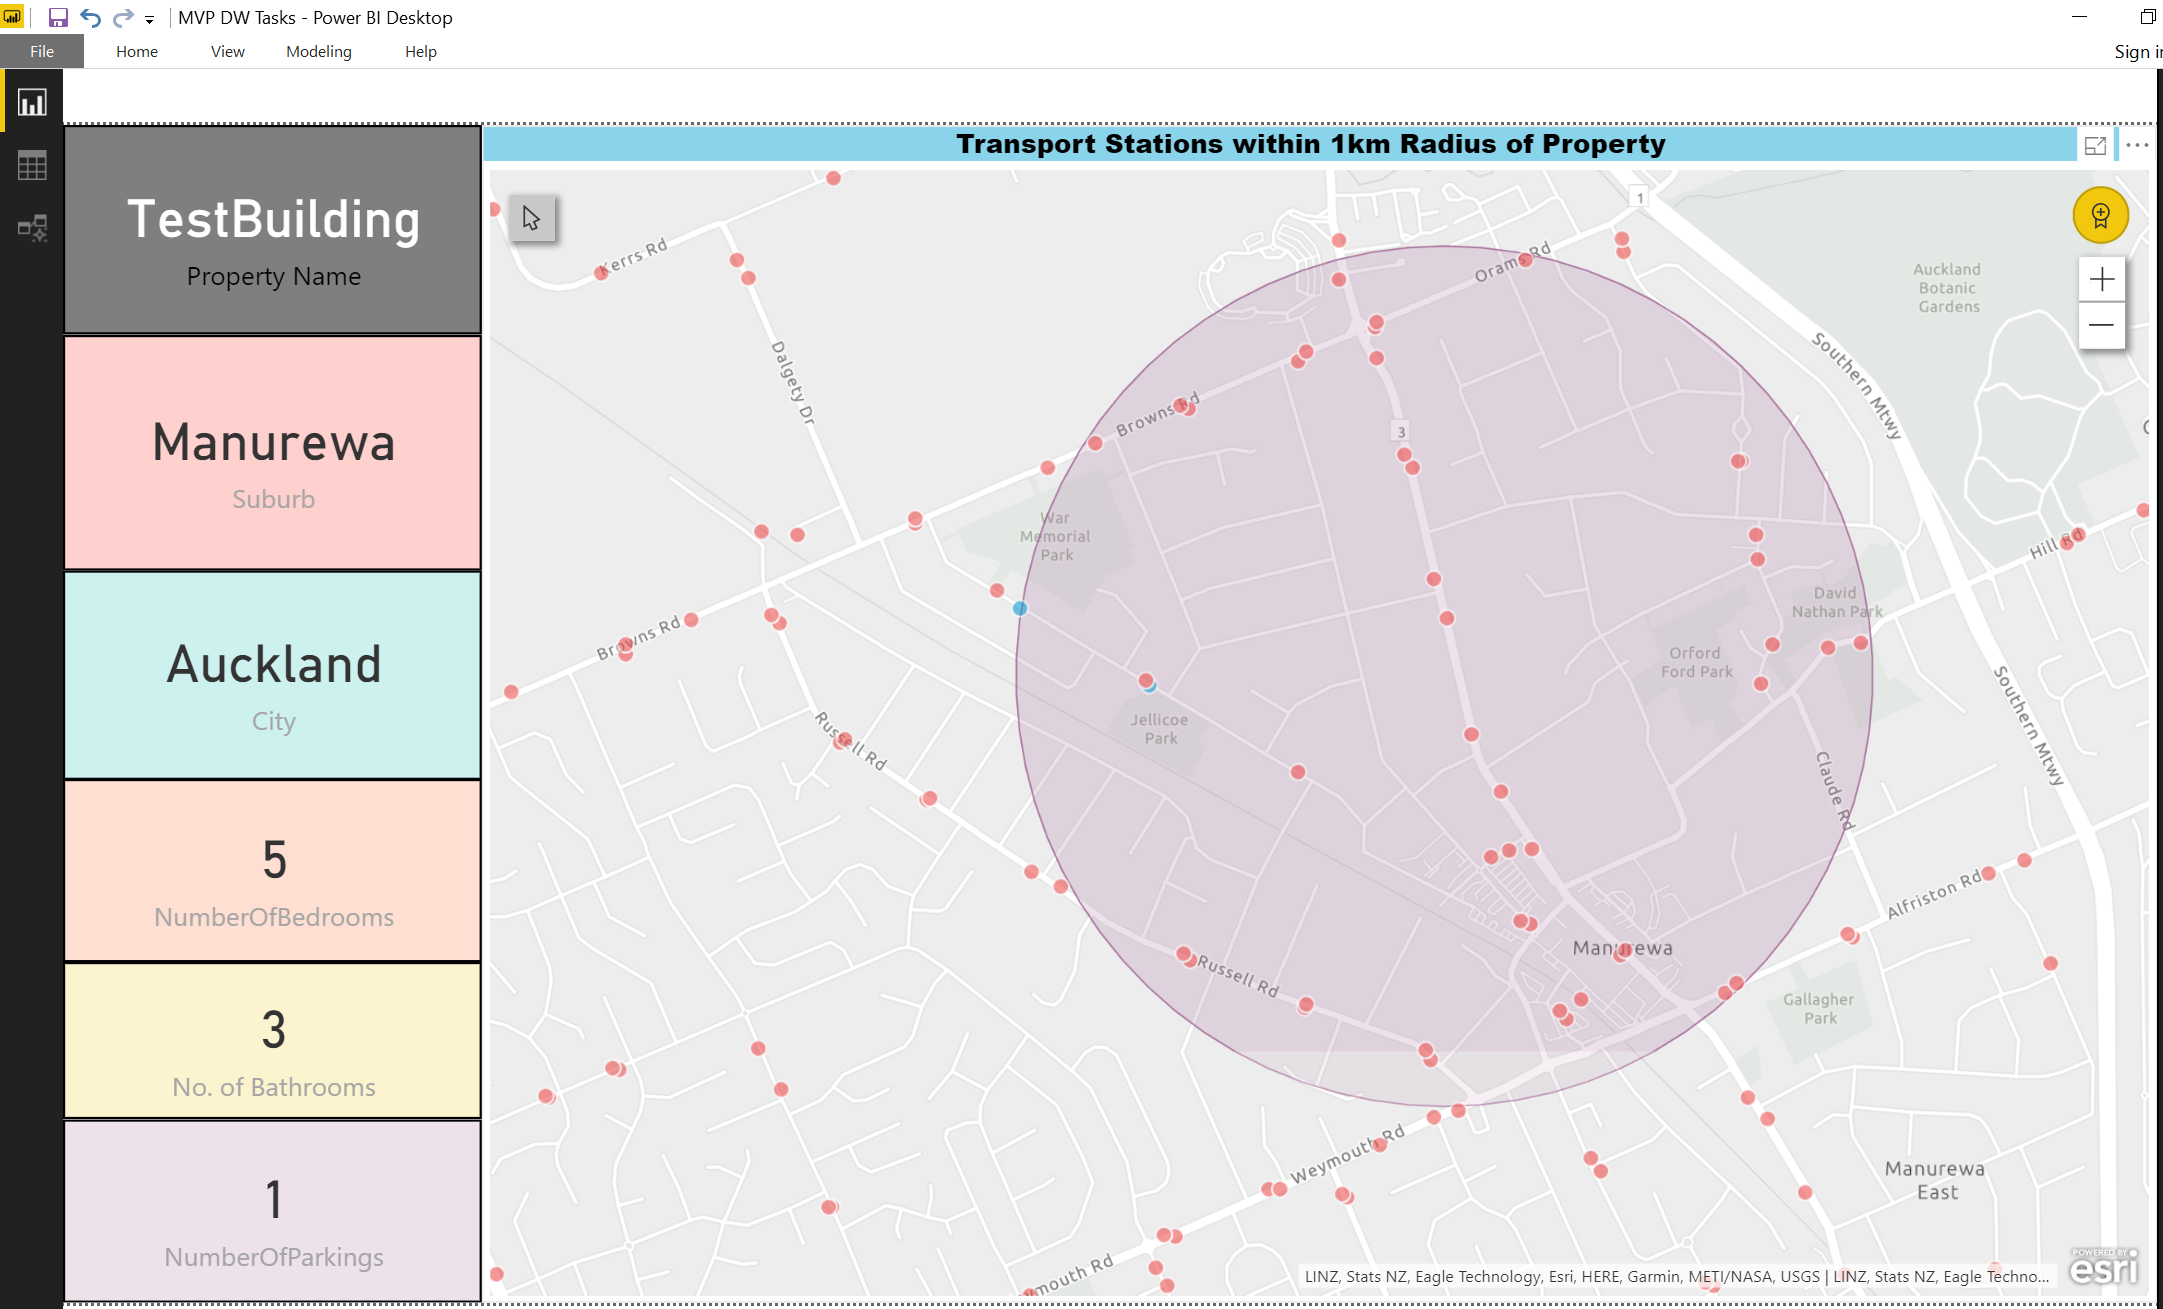 MVP DW Tasks - Power BI Desktop
File Home View Modeling Help
Transport Stations within 1km Radius of Property
TestBuilding
Property Name
Manurewa
Suburb
Auckland
City
5
NumberOfBedrooms
3
No. of Bathrooms
1
NumberOfParkings
1
Kerrs Rd
Orams Rd
Auckland
Botanic
Gardens
Dalgety Dr
Southern Mtwy
Browns Rd
3
War
Memorial
Park
Hill Rd
David
Nathan Park
Browns Rd
Orford
Ford Park
Southern Mtwy
Jellicoe
Park
Russell Rd
Claude Rd
Alfriston Rd
Manurewa
Russell Rd
Gallagher
Park
Weymouth Rd
Manurewa
East
mouth Rd
LINZ, Stats NZ, Eagle Technology, Esri, HERE, Garmin, METI/NASA, USGS | LINZ, Stats NZ, Eagle Techno...
POWERED BY
esri